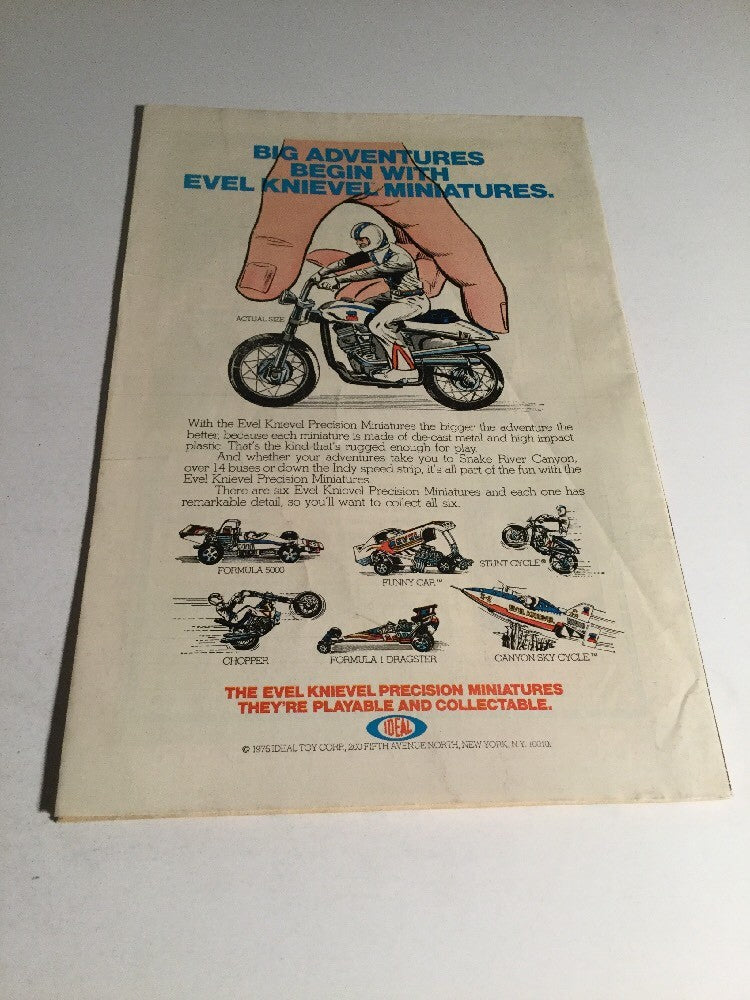 BIG ADVENTURES
BEGIN WITH
EVEL KNIEVEL MINIATURES.
ACTUAL SIZE
With the Evel Knievel Precision Miniatures the bigger the adventure the
better, because each miniature is made of die-cast metal and high impact
plastic. That's the kind that's rugged enough for play.
And whether your adventures take you to Snake River Canyon,
over 14 buses or down the Indy speed strip, it's all part of the fun with the
Evel Knievel Precision Miniatures.
There are six Evel Knievel Precision Miniatures and each one has
remarkable detail, so you'll want to collect all six.
FORMULA 5000
FUNNY CAR™
STUNT CYCLE®
CHOPPER
FORMULA 1 DRAGSTER
CANYON SKY CYCLE™
THE EVEL KNIEVEL PRECISION MINIATURES
THEY'RE PLAYABLE AND COLLECTABLE.
IDEAL
© 1976 IDEAL TOY CORP., 200 FIFTH AVENUE NORTH, NEW YORK, N.Y. 10010.